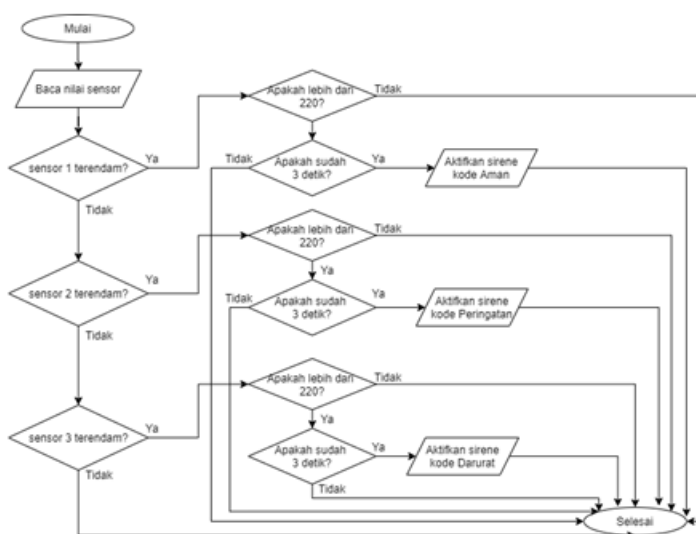 Mulai
Baca nilai sensor
sensor 1 terendam?
Ya
Tidak
Apakah lebih dari
220?
Tidak
Apakah sudah
3 detik?
Tidak
Ya
Aktifkan sirene
kode Aman
sensor 2 terendam?
Ya
Tidak
Apakah lebih dari
220?
Tidak
Ya
Apakah sudah
3 detik?
Tidak
Ya
Aktifkan sirene
kode Peringatan
sensor 3 terendam?
Ya
Tidak
Apakah lebih dari
220?
Tidak
Ya
Apakah sudah
3 detik?
Ya
Tidak
Aktifkan sirene
kode Darurat
Selesai